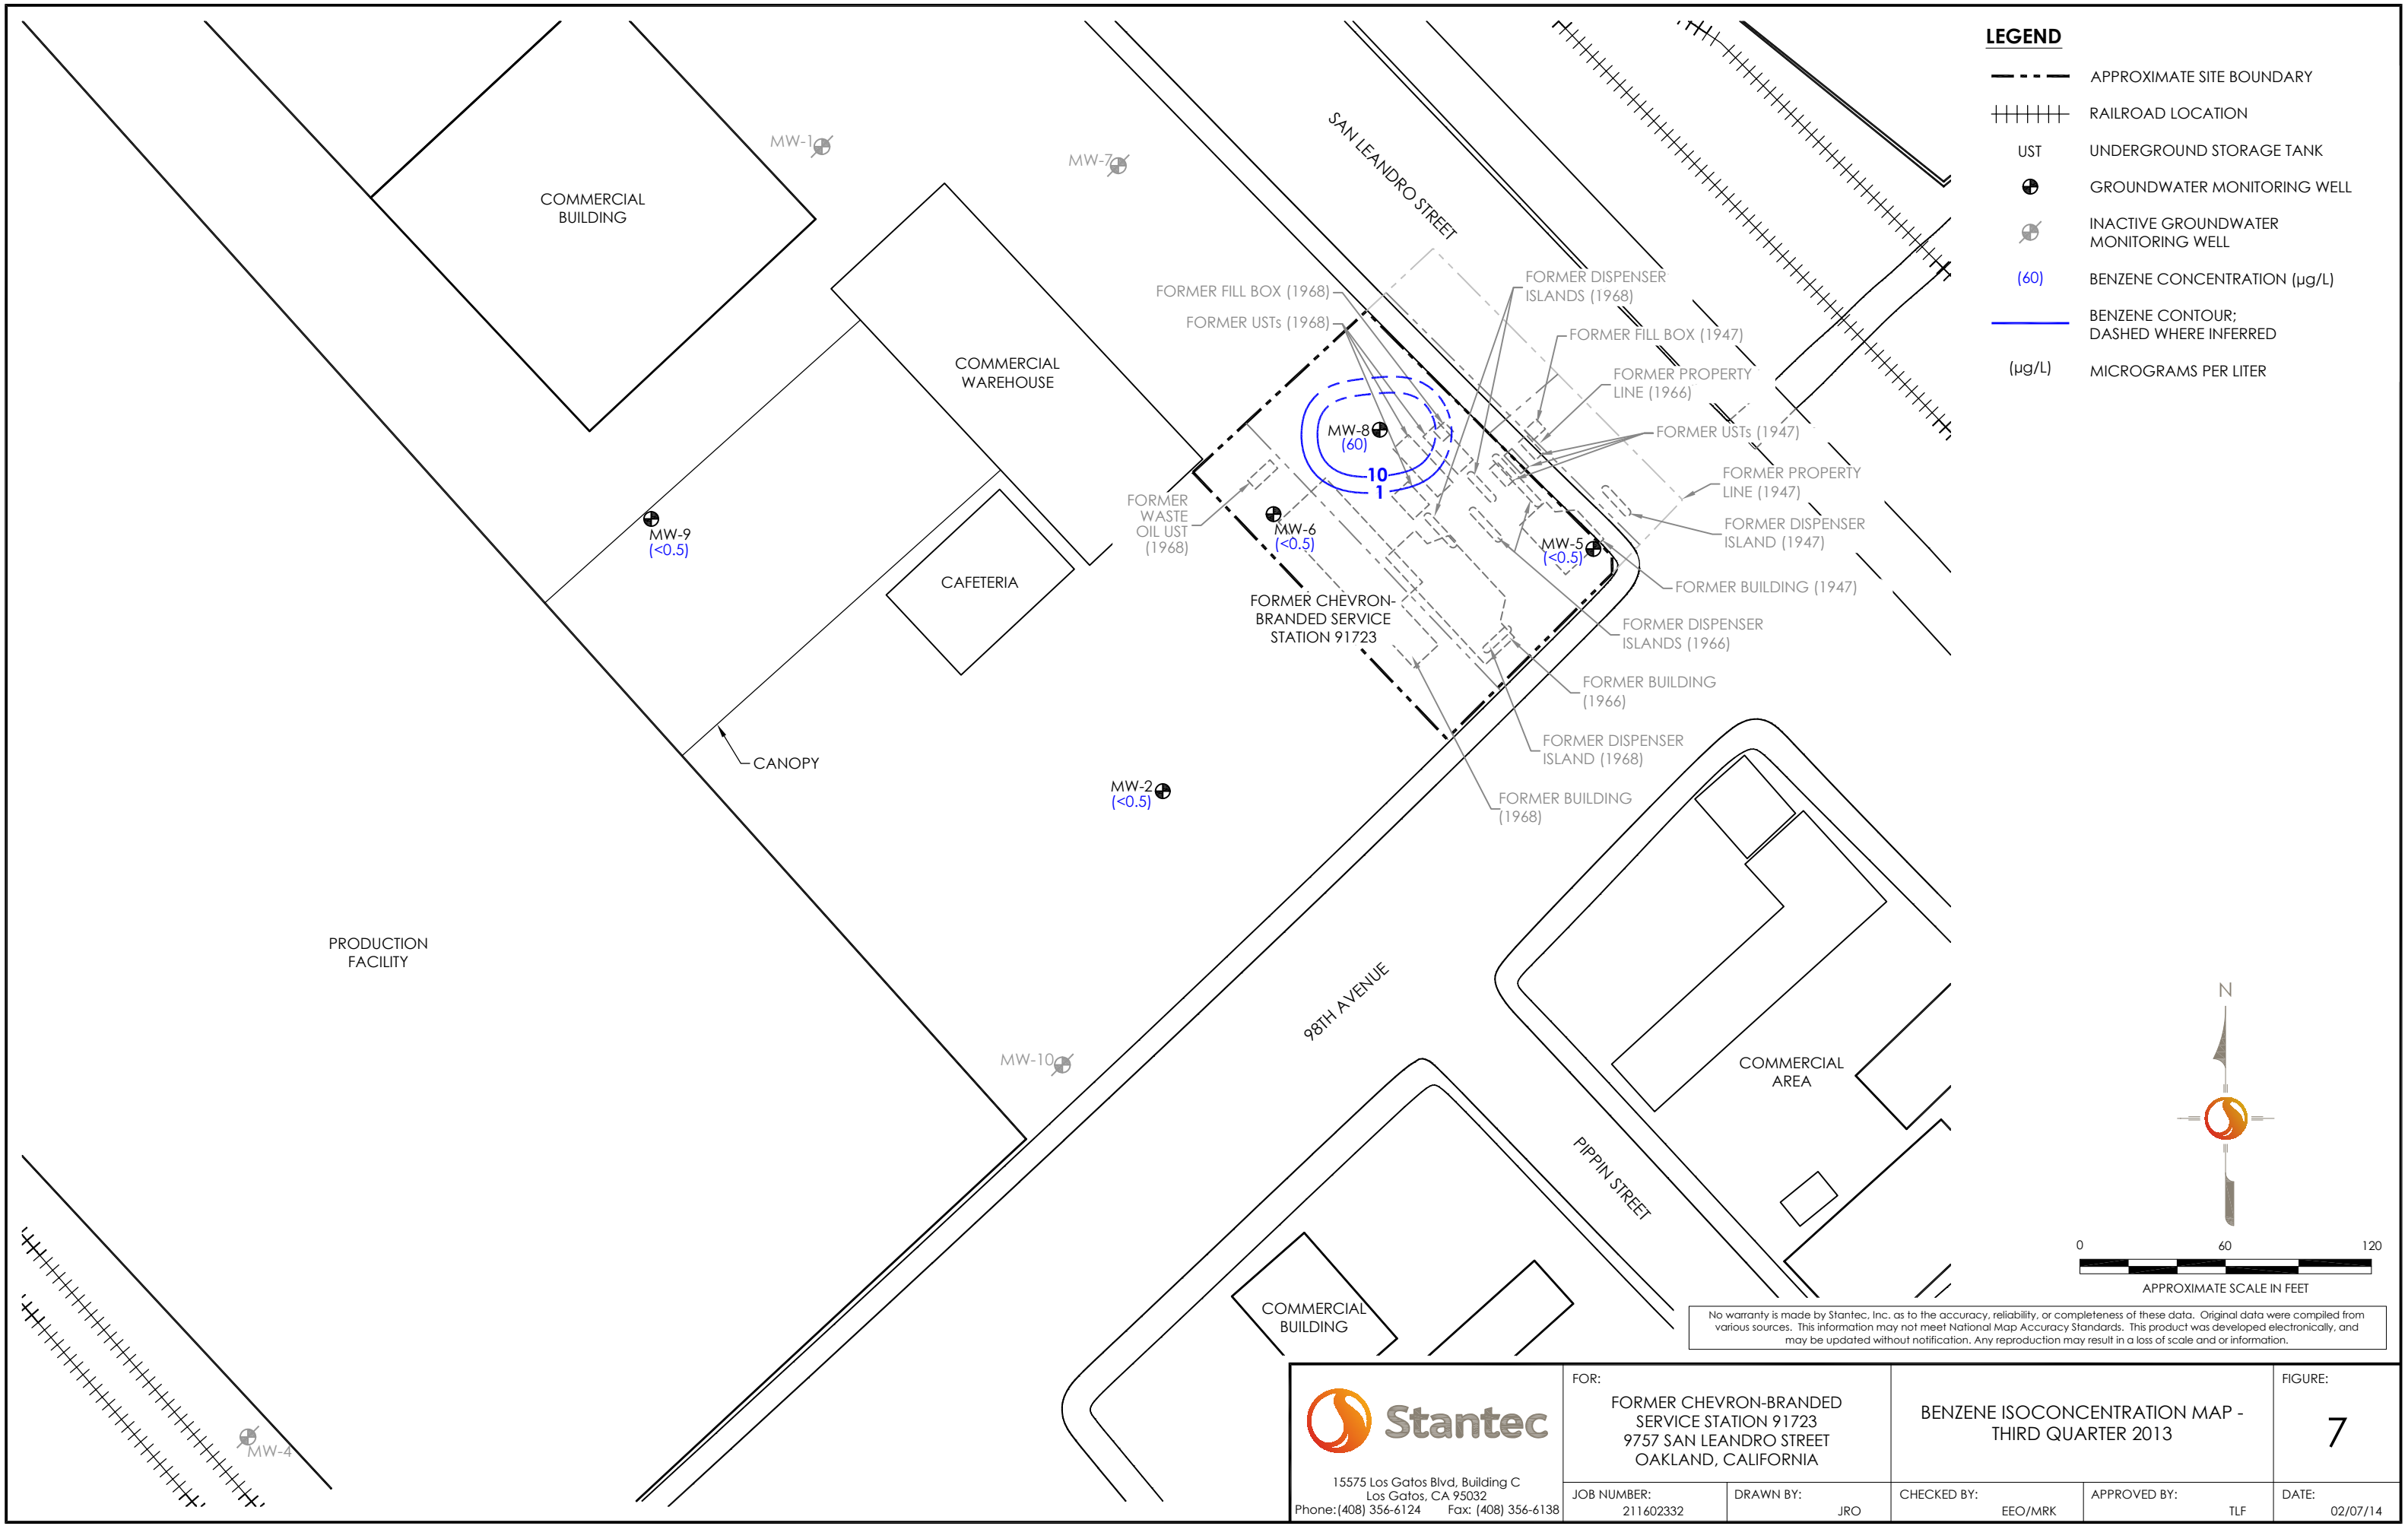 LEGEND
APPROXIMATE SITE BOUNDARY
RAILROAD LOCATION
UST UNDERGROUND STORAGE TANK
GROUNDWATER MONITORING WELL
INACTIVE GROUNDWATER
MONITORING WELL
(60) BENZENE CONCENTRATION (µg/L)
BENZENE CONTOUR;
DASHED WHERE INFERRED
(µg/L) MICROGRAMS PER LITER
MW-1
MW-7
SAN LEANDRO STREET
COMMERCIAL
BUILDING
COMMERCIAL
WAREHOUSE
FORMER FILL BOX (1968)
FORMER USTs (1968)
FORMER DISPENSER
ISLANDS (1968)
FORMER FILL BOX (1947)
FORMER PROPERTY
LINE (1966)
FORMER USTs (1947)
FORMER PROPERTY
LINE (1947)
FORMER DISPENSER
ISLAND (1947)
FORMER BUILDING (1947)
FORMER DISPENSER
ISLANDS (1966)
FORMER BUILDING
(1966)
FORMER DISPENSER
ISLAND (1968)
FORMER BUILDING
(1968)
MW-8
(60)
10
1
FORMER
WASTE
OIL UST
(1968)
MW-6
(<0.5)
MW-5
(<0.5)
FORMER CHEVRON-
BRANDED SERVICE
STATION 91723
MW-9
(<0.5)
CAFETERIA
CANOPY
MW-2
(<0.5)
PRODUCTION
FACILITY
98TH AVENUE
MW-10
COMMERCIAL
AREA
PIPPIN STREET
COMMERCIAL
BUILDING
MW-4
N
0 60 120
APPROXIMATE SCALE IN FEET
No warranty is made by Stantec, Inc. as to the accuracy, reliability, or completeness of these data. Original data were compiled from
various sources. This information may not meet National Map Accuracy Standards. This product was developed electronically, and
may be updated without notification. Any reproduction may result in a loss of scale and or information.
Stantec
15575 Los Gatos Blvd, Building C
Los Gatos, CA 95032
Phone: (408) 356-6124 Fax: (408) 356-6138
FOR:
FORMER CHEVRON-BRANDED
SERVICE STATION 91723
9757 SAN LEANDRO STREET
OAKLAND, CALIFORNIA
BENZENE ISOCONCENTRATION MAP -
THIRD QUARTER 2013
FIGURE:
7
JOB NUMBER:
211602332
DRAWN BY:
JRO
CHECKED BY:
EEO/MRK
APPROVED BY:
TLF
DATE:
02/07/14